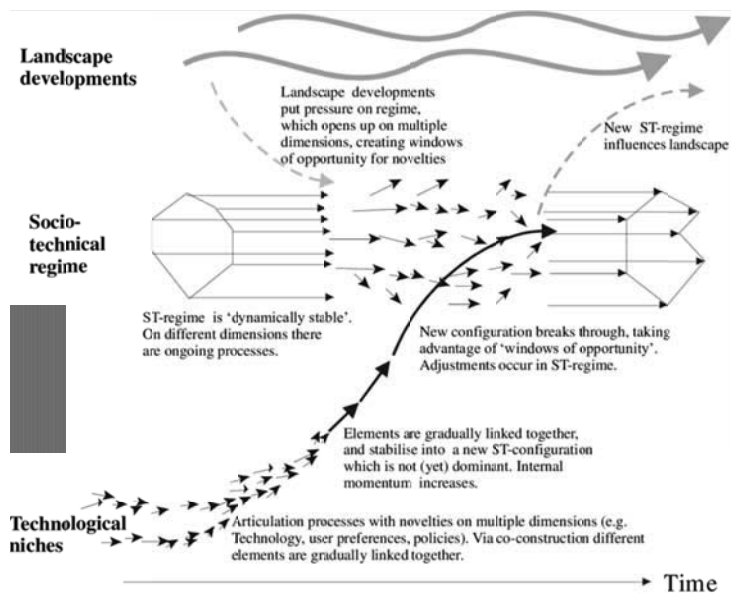 Landscape
developments
Landscape developments
put pressure on regime,
which opens up on multiple
dimensions, creating windows
of opportunity for novelties
New ST-regime
influences landscape
Socio-
technical
regime
ST-regime is 'dynamically stable'.
On different dimensions there
are ongoing processes.
New configuration breaks through, taking
advantage of 'windows of opportunity'.
Adjustments occur in ST-regime.
Elements are gradually linked together,
and stabilise into a new ST-configuration
which is not (yet) dominant. Internal
momentum increases.
Technological
niches
Articulation processes with novelties on multiple dimensions (e.g.
Technology, user preferences, policies). Via co-construction different
elements are gradually linked together.
Time